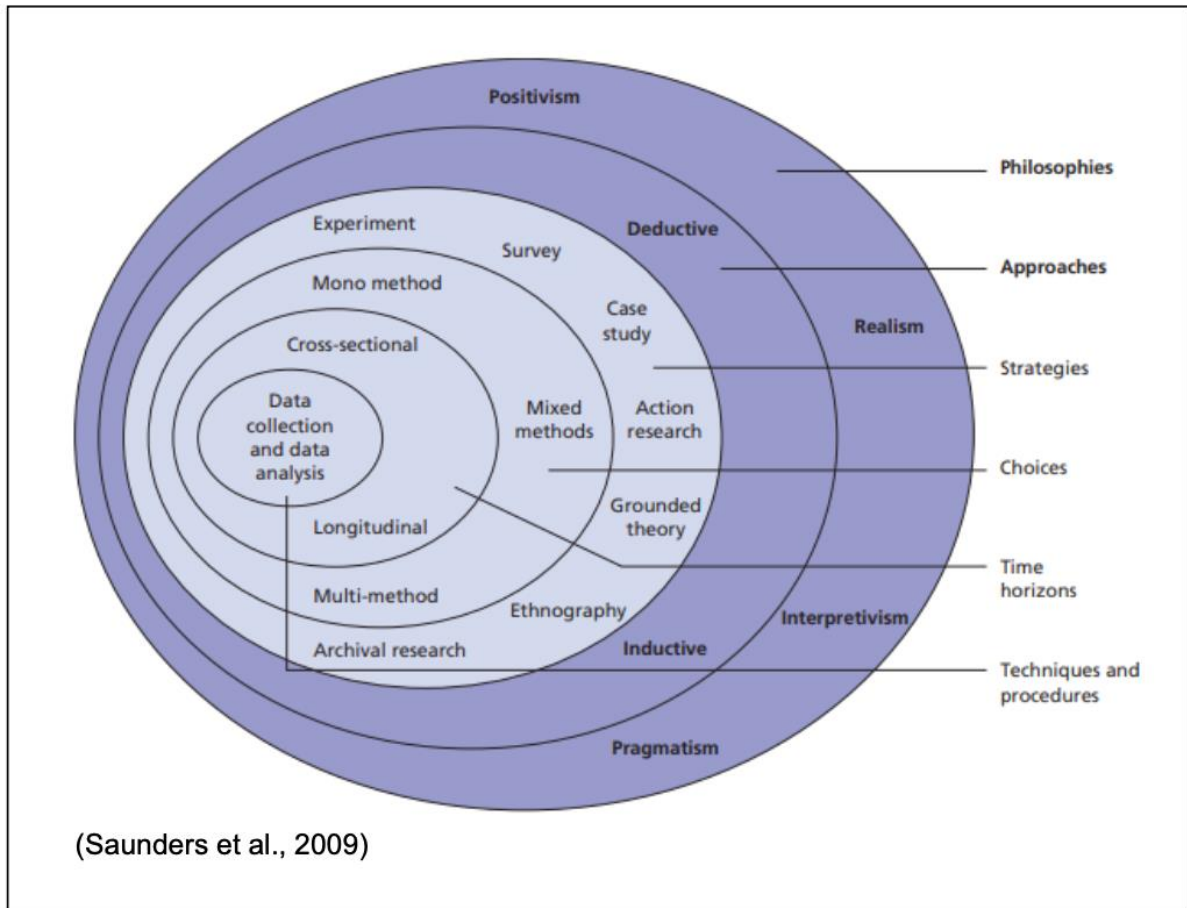 Positivism
Philosophies
Deductive
Experiment
Survey
Approaches
Mono method
Case
study
Realism
Cross-sectional
Strategies
Data
collection
and data
analysis
Mixed
methods
Action
research
Choices
Grounded
theory
Longitudinal
Time
horizons
Multi-method
Ethnography
Interpretivism
Archival research
Inductive
Techniques and
procedures
Pragmatism
(Saunders et al., 2009)